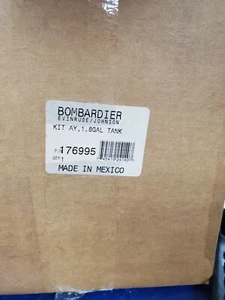 BOMBARDIER
EVINRUDE/JOHNSON
KIT AY,1.8GAL TANK
P/N 176995
QTY 1
MADE IN MEXICO